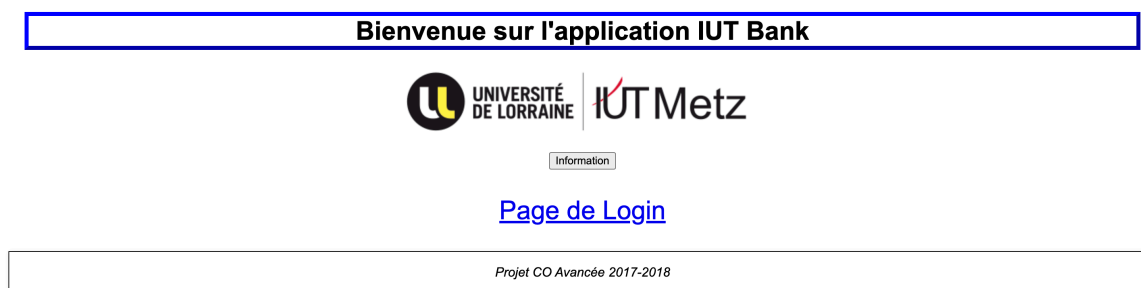 Bienvenue sur l'application IUT Bank
UNIVERSITÉ
DE LORRAINE
IUT Metz
Information
Page de Login
Projet CO Avancée 2017-2018